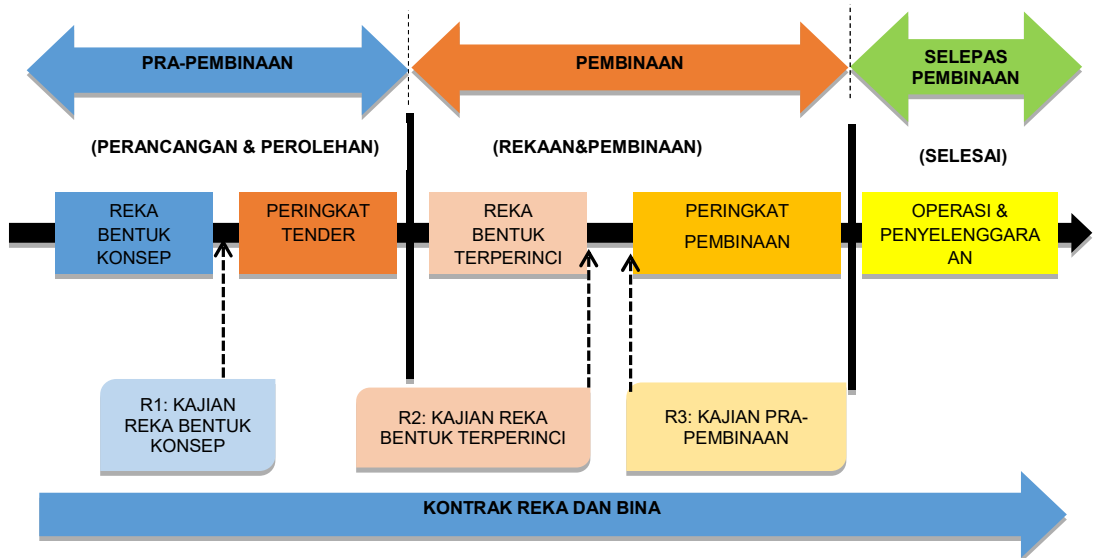 PRA-PEMBINAAN
PEMBINAAN
SELEPAS
PEMBINAAN
(PERANCANGAN & PEROLEHAN)
(REKAAN&PEMBINAAN)
(SELESAI)
REKA
BENTUK
KONSEP
PERINGKAT
TENDER
REKA
BENTUK
TERPERINCI
PERINGKAT
PEMBINAAN
OPERASI &
PENYELENGGARA
AN
R1: KAJIAN
REKA BENTUK
KONSEP
R2: KAJIAN REKA
BENTUK TERPERINCI
R3: KAJIAN PRA-
PEMBINAAN
KONTRAK REKA DAN BINA